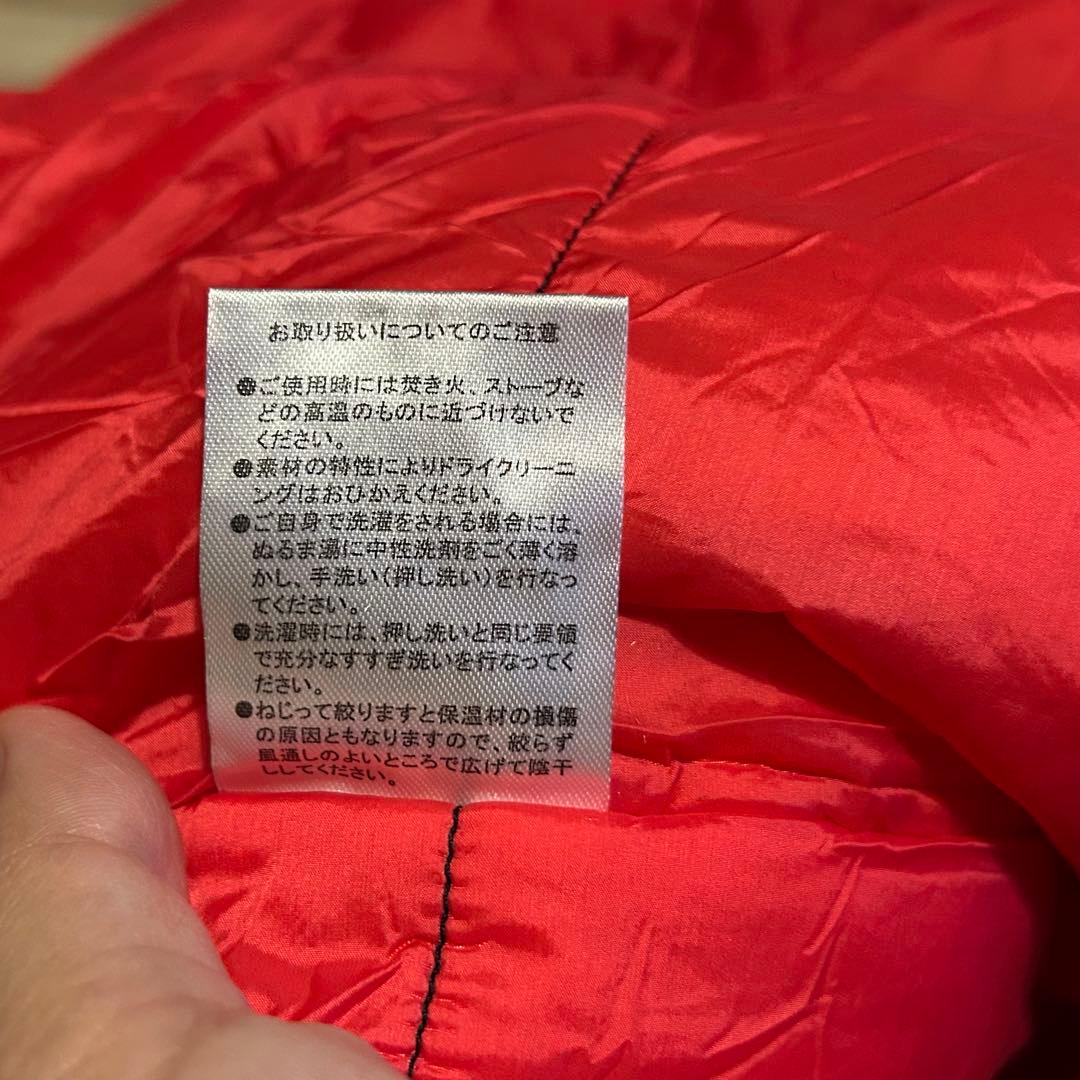 お取り扱いについてのご注意
●ご使用時には焚き火、ストーブな
どの高温のものに近づけないで
ください。
●素材の特性によりドライクリーニ
ングはおひかえください。
●ご自身で洗濯をされる場合には、
ぬるま湯に中性洗剤をごく薄く溶
かし、手洗い(押し洗い)を行なっ
てください。
●洗濯時には、押し洗いと同じ要領
で充分なすすぎ洗いを行なってく
ださい。
●ねじって絞りますと保温材の損傷
の原因ともなりますので、絞らず
風通しのよいところで広げて陰干
ししてください。